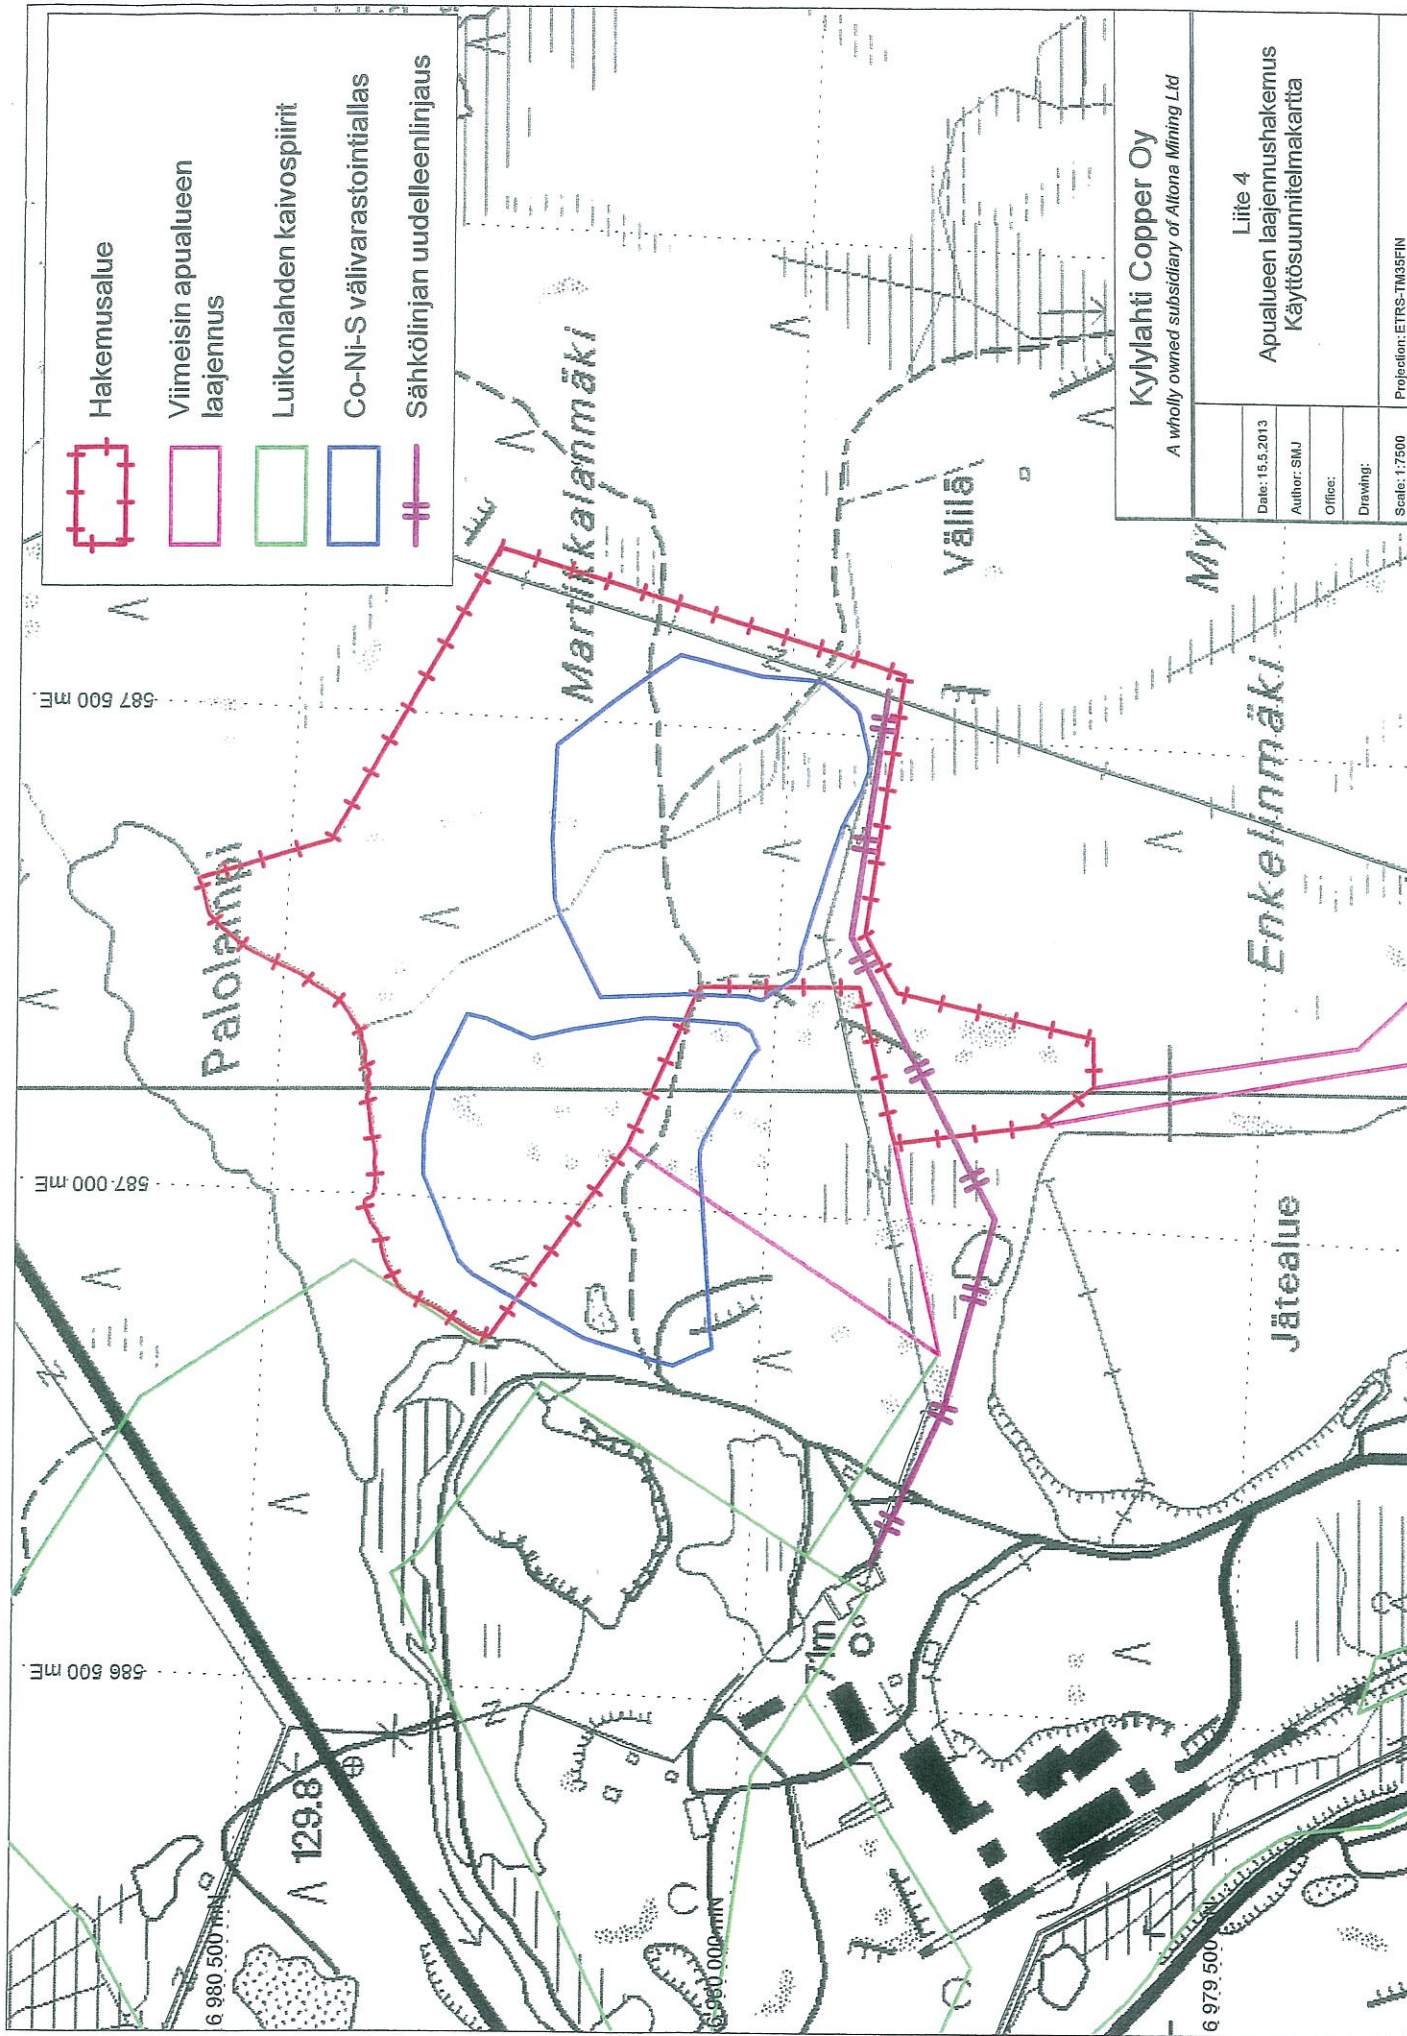 Hakemusalue
Viimeisin apualueen
laajennus
Luikonlahden kaivospiirit
Co-Ni-S välivarastointiallas
Sähkölinjan uudelleenlinjaus
Kylylahti Copper Oy
A wholly owned subsidiary of Altona Mining Ltd
Liite 4
Apualueen laajennushakemus
Käyttösuunnitelmakartta
Date: 15.5.2013
Author: SMJ
Office:
Drawing:
Scale: 1:7500
Projection: ETRS-TM35FIN
587 500 mE
587 000 mE
586 500 mE
6 980 500 mN
6 980 000 mN
6 979 500
Palolampi
Martikkalanmäki
Välilä
My
Enkelinmäki
Jätealue
129.8
71m